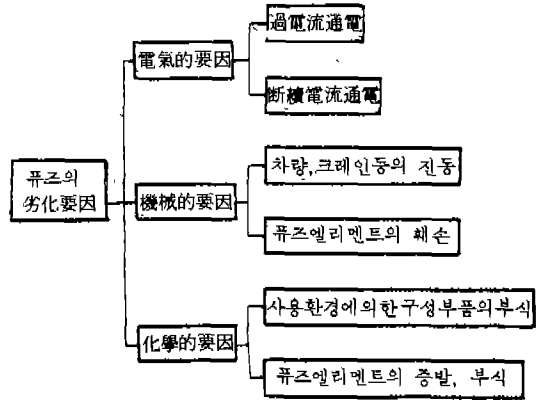 퓨즈의
劣化要因
電氣的要因
過電流通電
断續電流通電
機械的要因
차량,크레인등의 진동
퓨즈엘리멘트의 훼손
化學的要因
사용환경에의한구성부품의부식
퓨즈엘리멘트의 증발, 부식